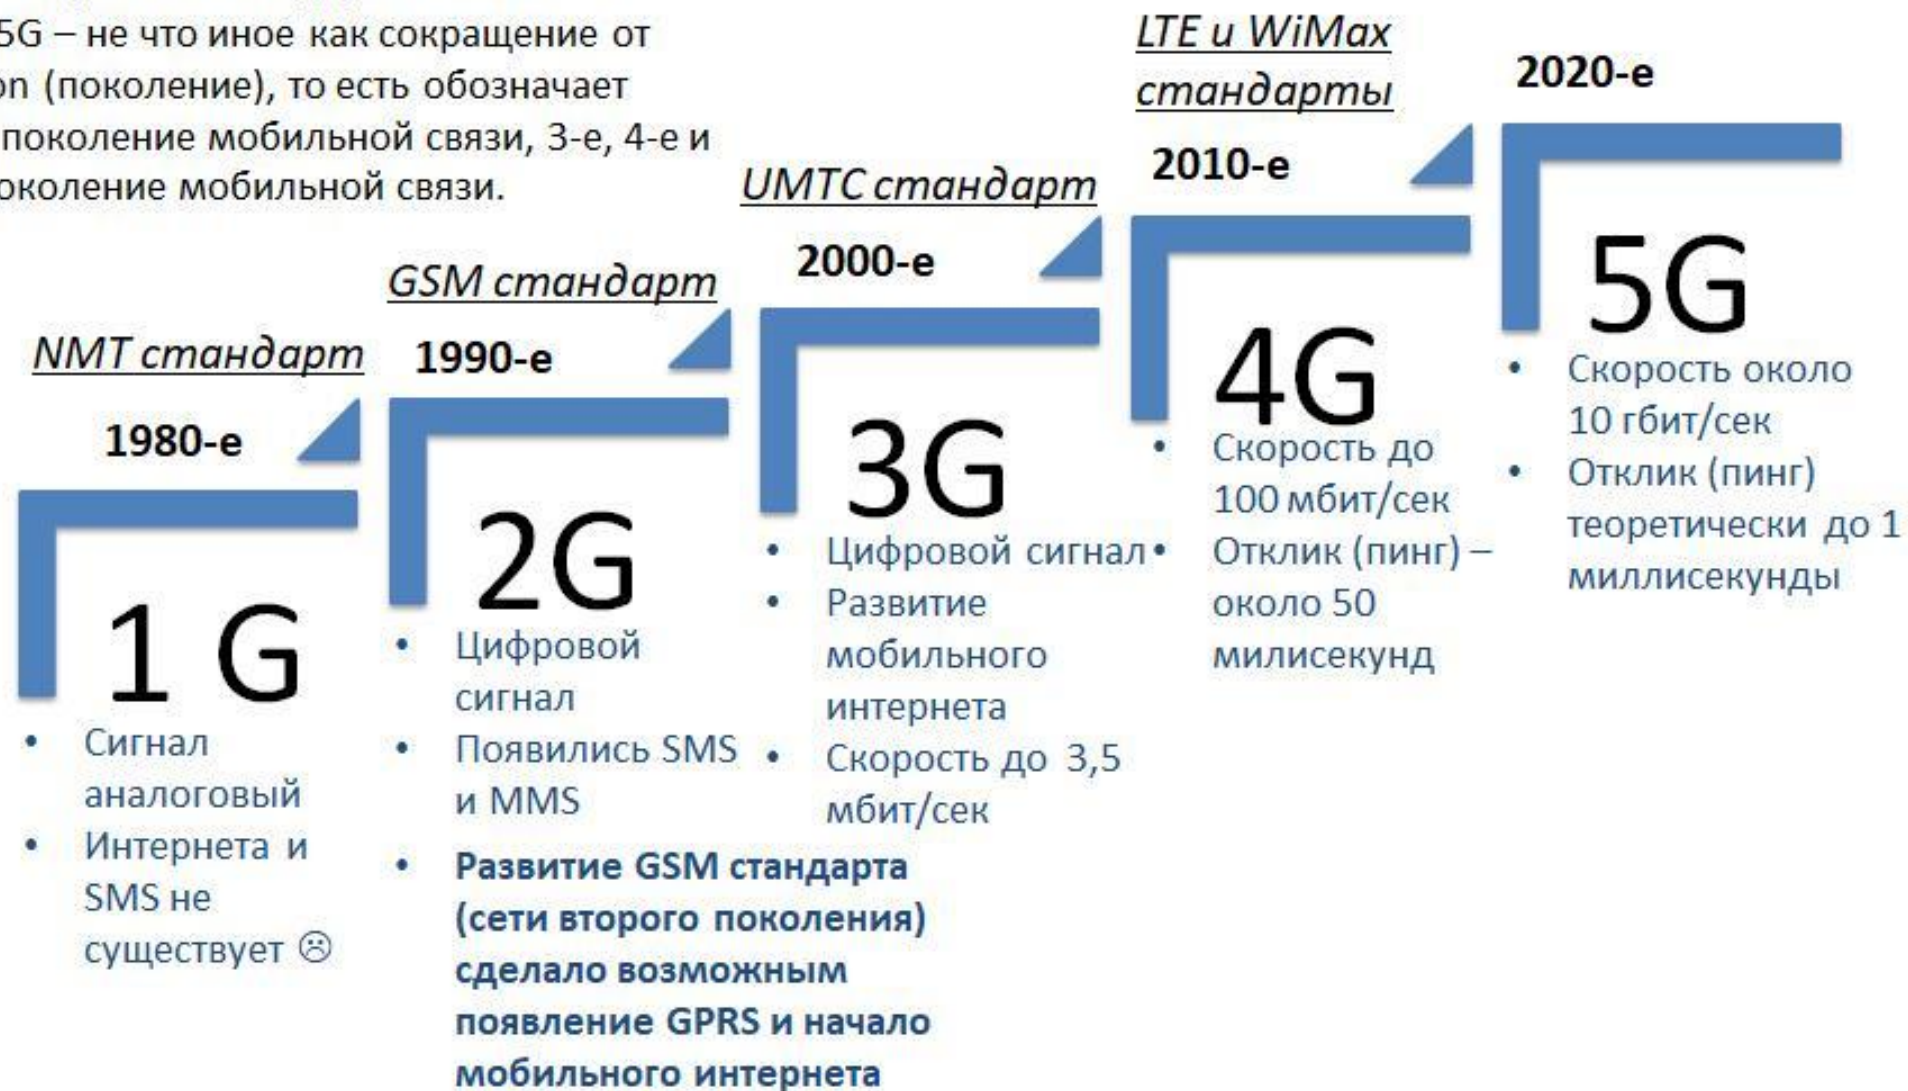 5G – не что иное как сокращение от
on (поколение), то есть обозначает
поколение мобильной связи, 3-е, 4-е и
околение мобильной связи.
NMT стандарт
1980-е
1 G
• Сигнал
аналоговый
• Интернета и
SMS не
существует ☹
GSM стандарт
1990-е
2G
• Цифровой
сигнал
• Появились SMS
и MMS
• Развитие GSM стандарта
(сети второго поколения)
сделало возможным
появление GPRS и начало
мобильного интернета
UMTC стандарт
2000-е
3G
• Цифровой сигнал
• Развитие
мобильного
интернета
• Скорость до 3,5
мбит/сек
LTE и WiMax
стандарты
2010-е
4G
• Скорость до
100 мбит/сек
• Отклик (пинг) –
около 50
милисекунд
2020-е
5G
• Скорость около
10 гбит/сек
• Отклик (пинг)
теоретически до 1
миллисекунды